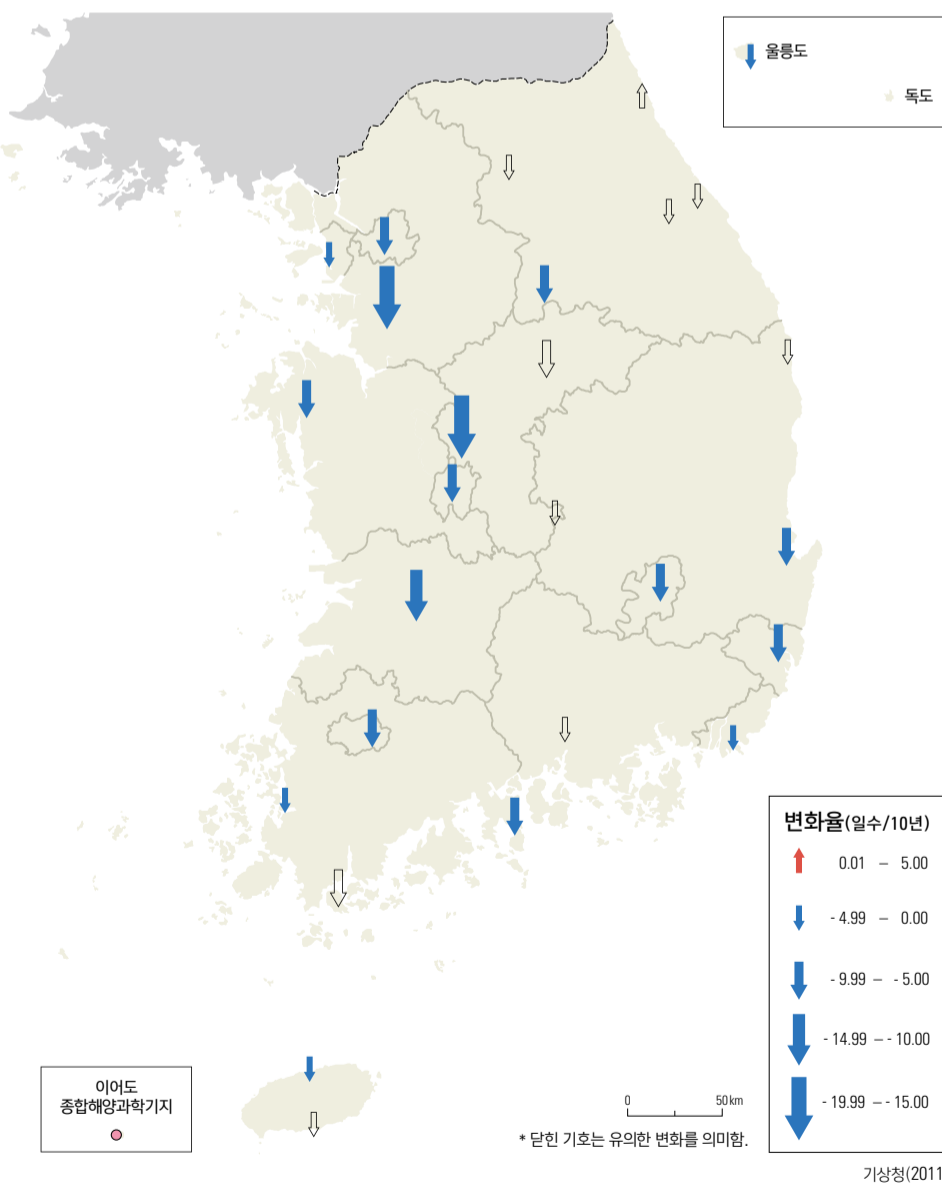 울릉도
독도
변화율(일수/10년)
0.01 – 5.00
- 4.99 – 0.00
- 9.99 – - 5.00
- 14.99 – - 10.00
- 19.99 – - 15.00
이어도
종합해양과학기지
0 50 km
* 닫힌 기호는 유의한 변화를 의미함.
기상청(2011